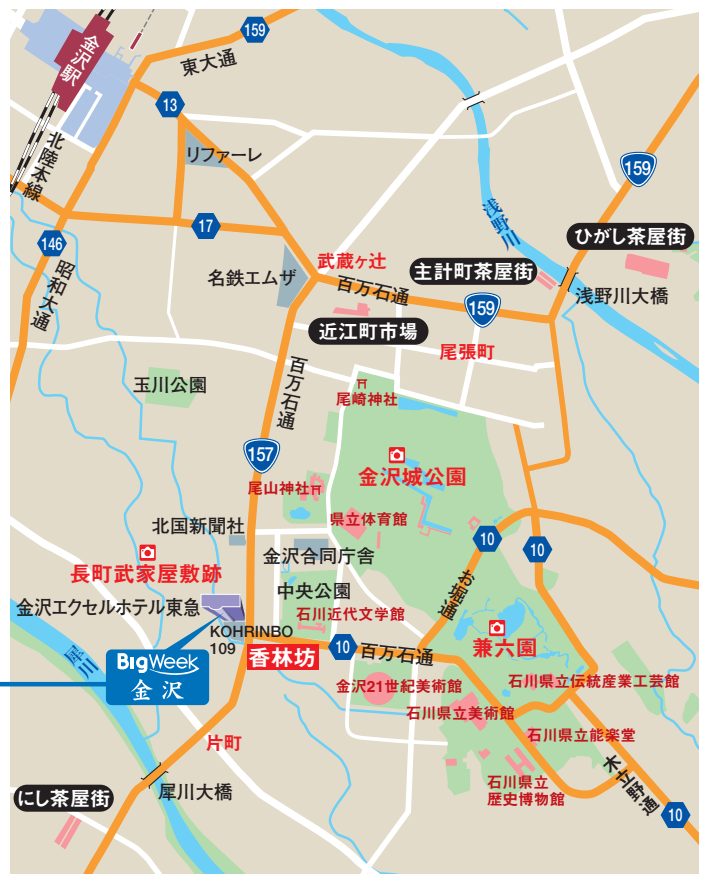 159
金沢駅
東大通
13
北陸本線
リファーレ
159
浅野川
17
146
昭和大通
名鉄エムザ
武蔵ヶ辻
百万石通
主計町茶屋街
ひがし茶屋街
159
浅野川大橋
近江町市場
尾張町
百万石通
玉川公園
尾崎神社
157
金沢城公園
尾山神社
県立体育館
北国新聞社
金沢合同庁舎
10
10
長町武家屋敷跡
お堀通
中央公園
金沢エクセルホテル東急
石川近代文学館
KOHRINBO
109
兼六園
犀川
BigWeek
金沢
香林坊
10
百万石通
金沢21世紀美術館
石川県立伝統産業工芸館
石川県立美術館
片町
石川県立能楽堂
木立野通
石川県立
歴史博物館
にし茶屋街
犀川大橋
10